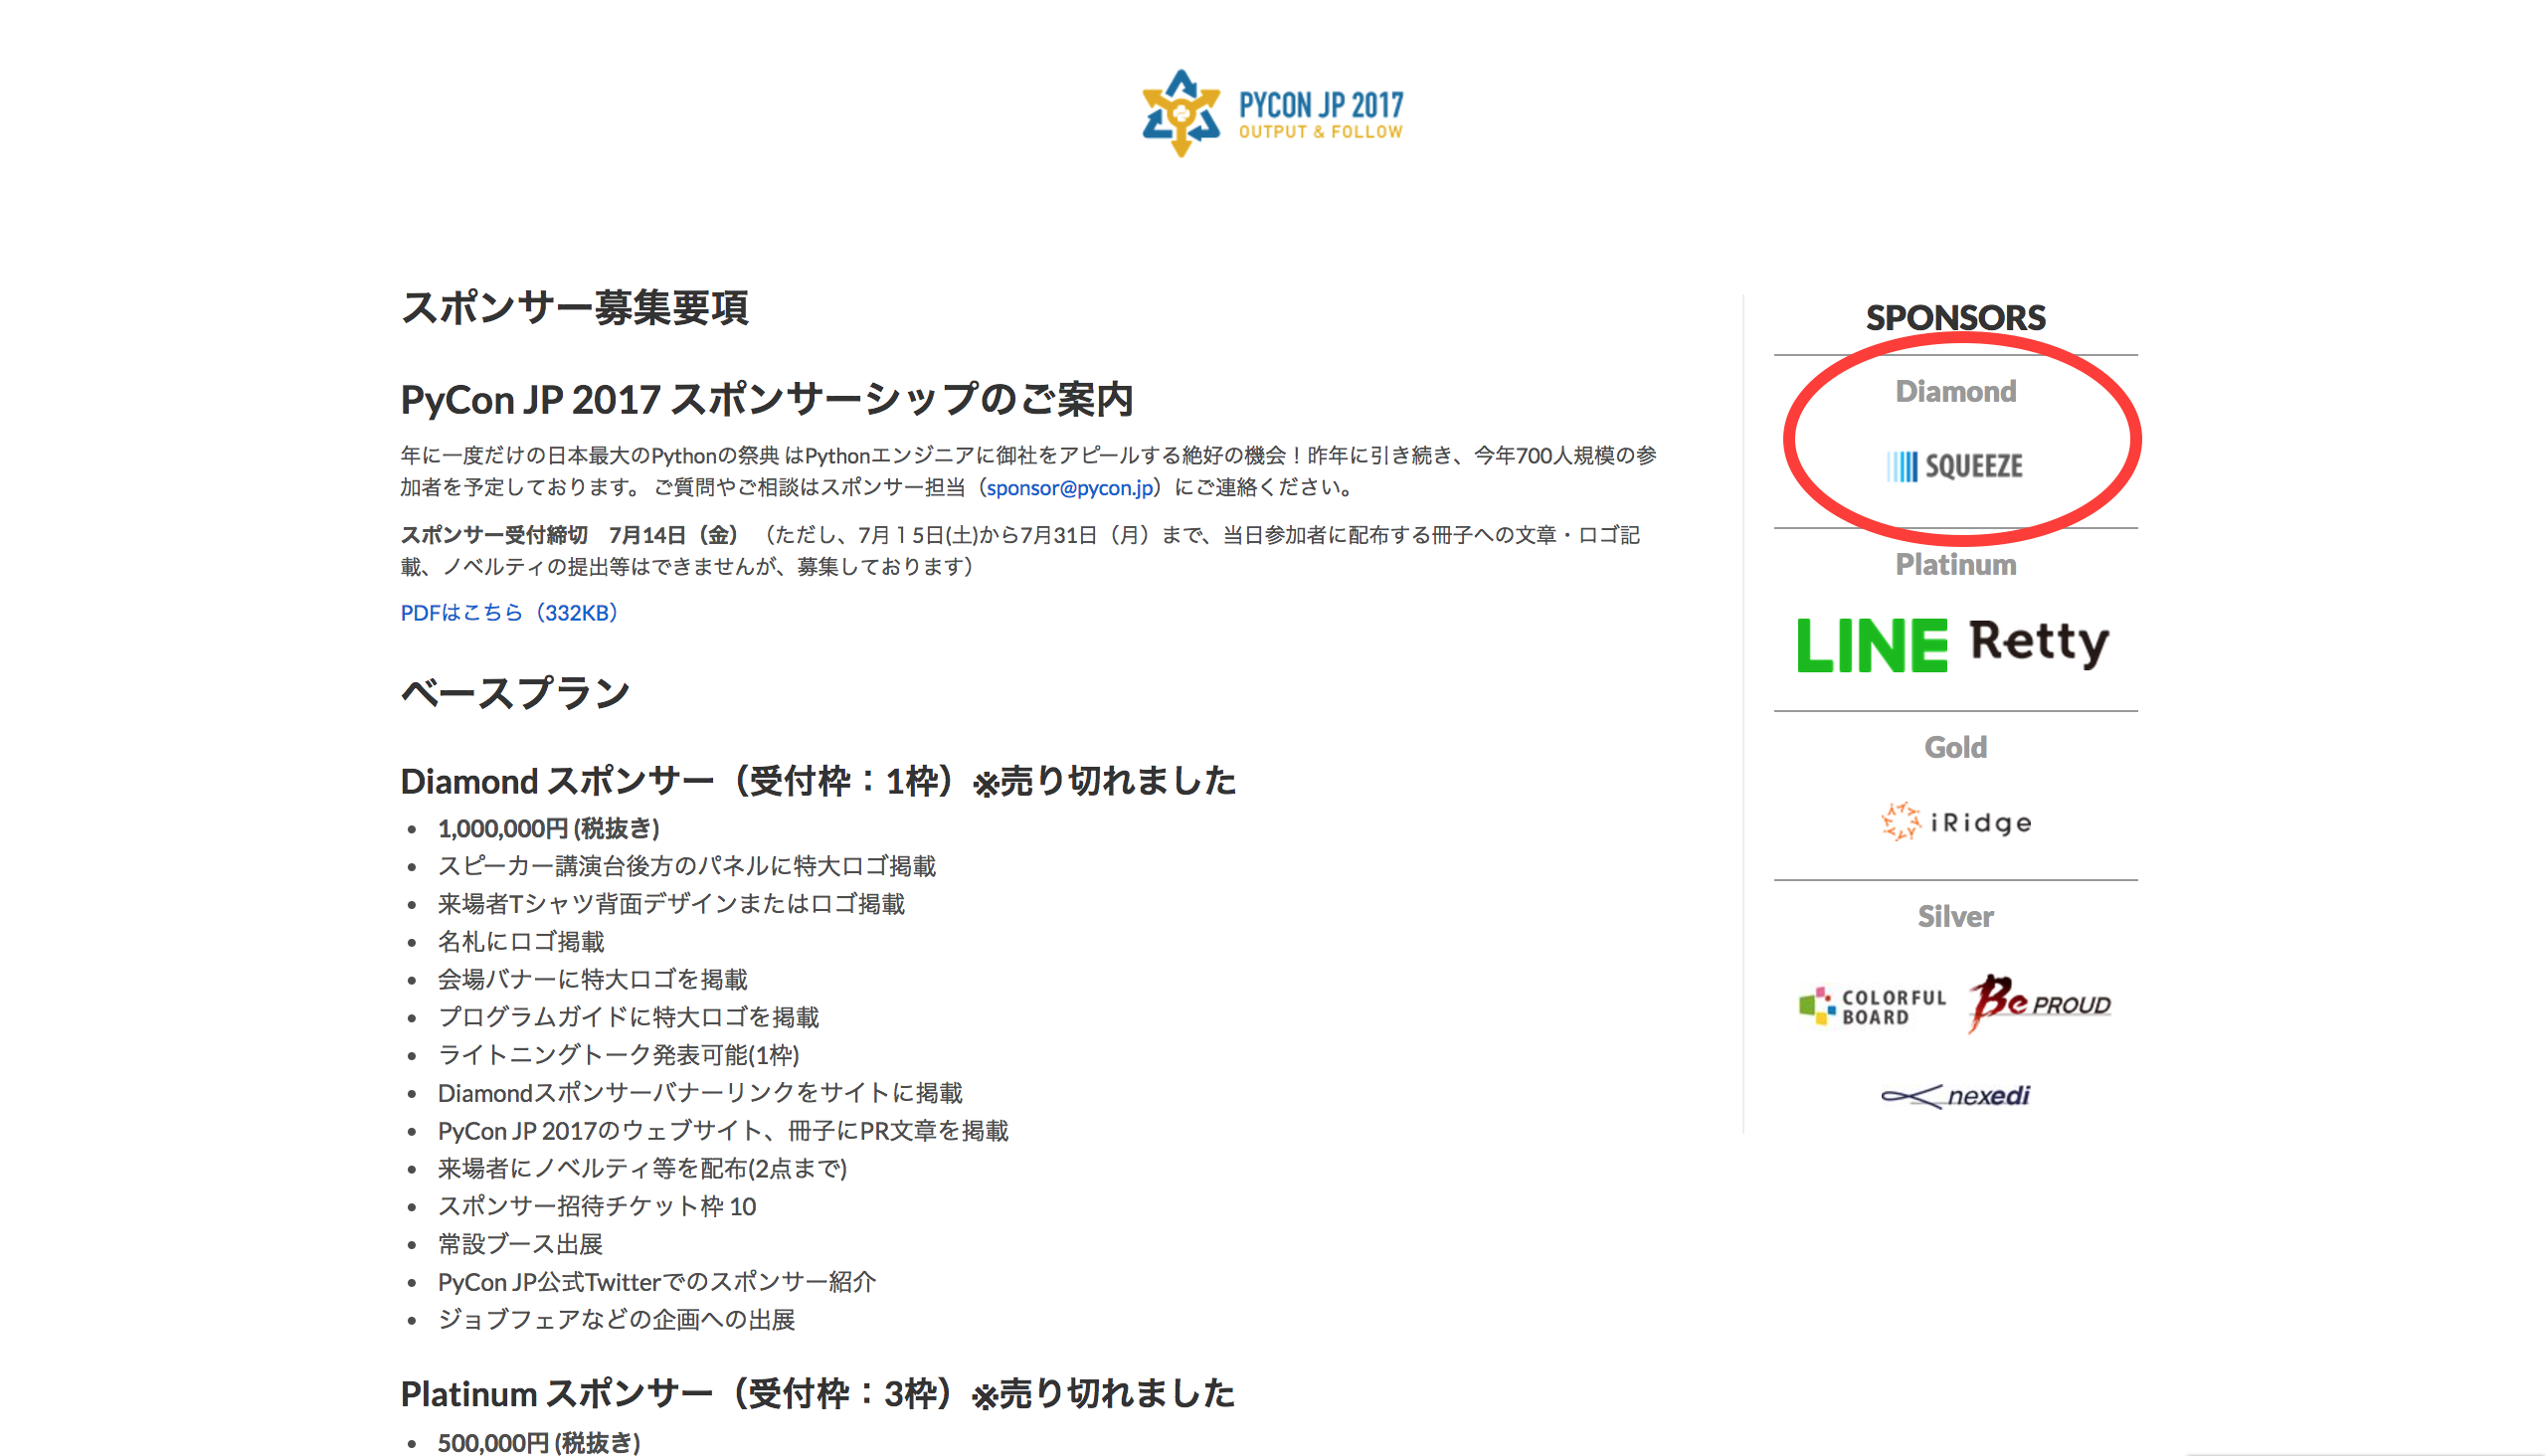 PYCON JP 2017
OUTPUT & FOLLOW
スポンサー募集要項
PyCon JP 2017 スポンサーシップのご案内
年に一度だけの日本最大のPythonの祭典 はPythonエンジニアに御社をアピールする絶好の機会！昨年に引き続き、今年700人規模の参
加者を予定しております。 ご質問やご相談はスポンサー担当（sponsor@pycon.jp）にご連絡ください。
スポンサー受付締切　7月14日（金） （ただし、7月１5日(土)から7月31日（月）まで、当日参加者に配布する冊子への文章・ロゴ記
載、ノベルティの提出等はできませんが、募集しております）
PDFはこちら（332KB）
ベースプラン
Diamond スポンサー（受付枠：1枠）※売り切れました
• 1,000,000円 (税抜き)
• スピーカー講演台後方のパネルに特大ロゴ掲載
• 来場者Tシャツ背面デザインまたはロゴ掲載
• 名札にロゴ掲載
• 会場バナーに特大ロゴを掲載
• プログラムガイドに特大ロゴを掲載
• ライトニングトーク発表可能(1枠)
• Diamondスポンサーバナーリンクをサイトに掲載
• PyCon JP 2017のウェブサイト、冊子にPR文章を掲載
• 来場者にノベルティ等を配布(2点まで)
• スポンサー招待チケット枠 10
• 常設ブース出展
• PyCon JP公式Twitterでのスポンサー紹介
• ジョブフェアなどの企画への出展
Platinum スポンサー（受付枠：3枠）※売り切れました
• 500,000円 (税抜き)
SPONSORS
Diamond
SQUEEZE
Platinum
LINE Retty
Gold
iRidge
Silver
COLORFUL
BOARD
Be PROUD
nexedi